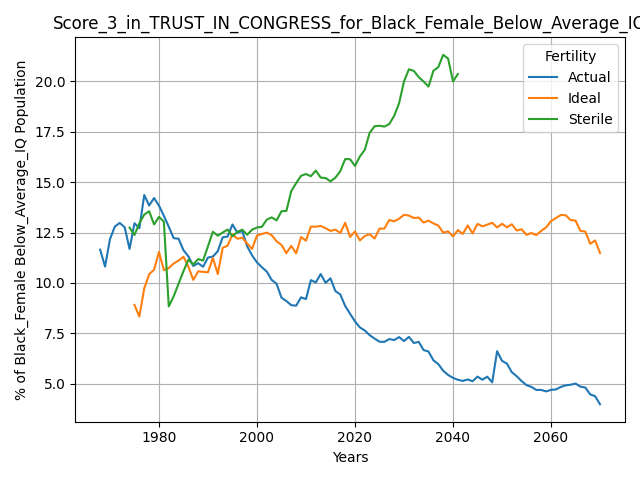 Score_3_in_TRUST_IN_CONGRESS_for_Black_Female_Below_Average_IQ
% of Black_Female Below_Average_IQ Population
20.0
17.5
15.0
12.5
10.0
7.5
5.0
Fertility
Actual
Ideal
Sterile
1980 2000 2020 2040 2060
Years